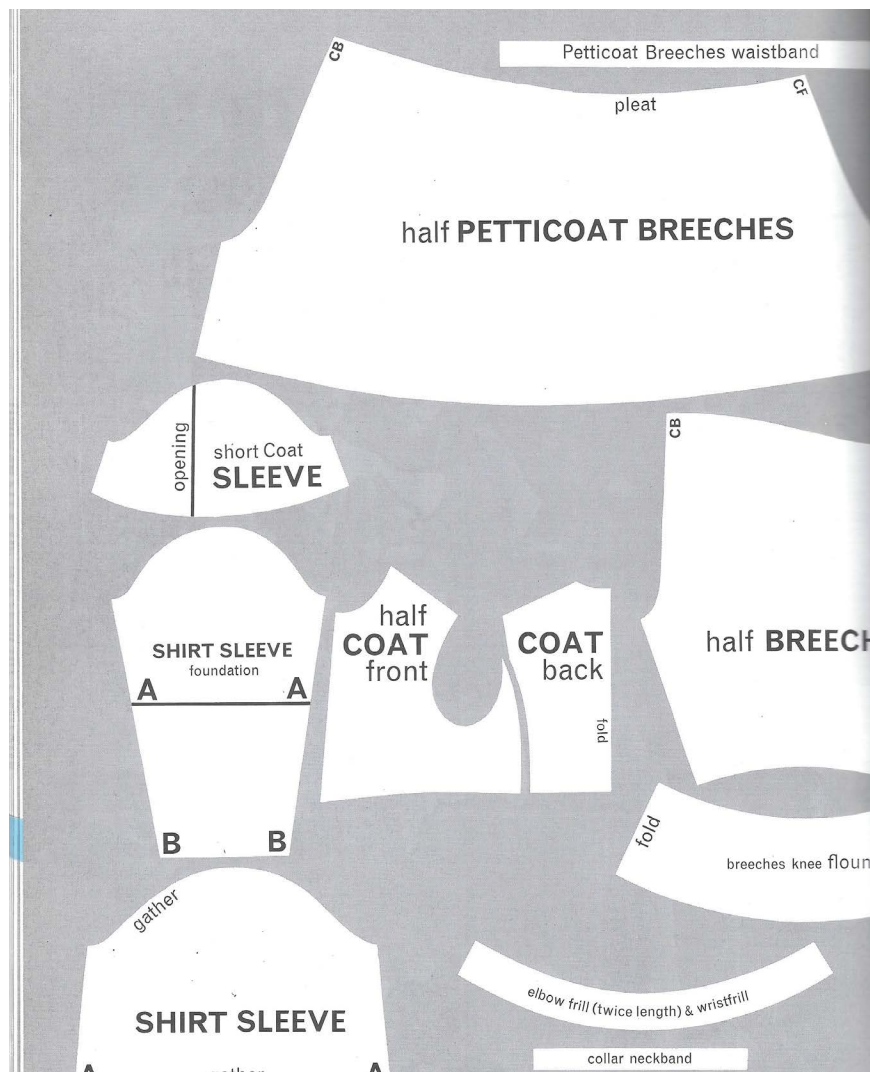 CB
Petticoat Breeches waistband
CF
pleat
half PETTICOAT BREECHES
opening
short Coat
SLEEVE
CB
half
COAT
front
COAT
back
fold
half BREECH
SHIRT SLEEVE
foundation
A A
B B
fold
breeches knee floun
gather
elbow frill (twice length) & wristfrill
SHIRT SLEEVE
collar neckband
A A
gather